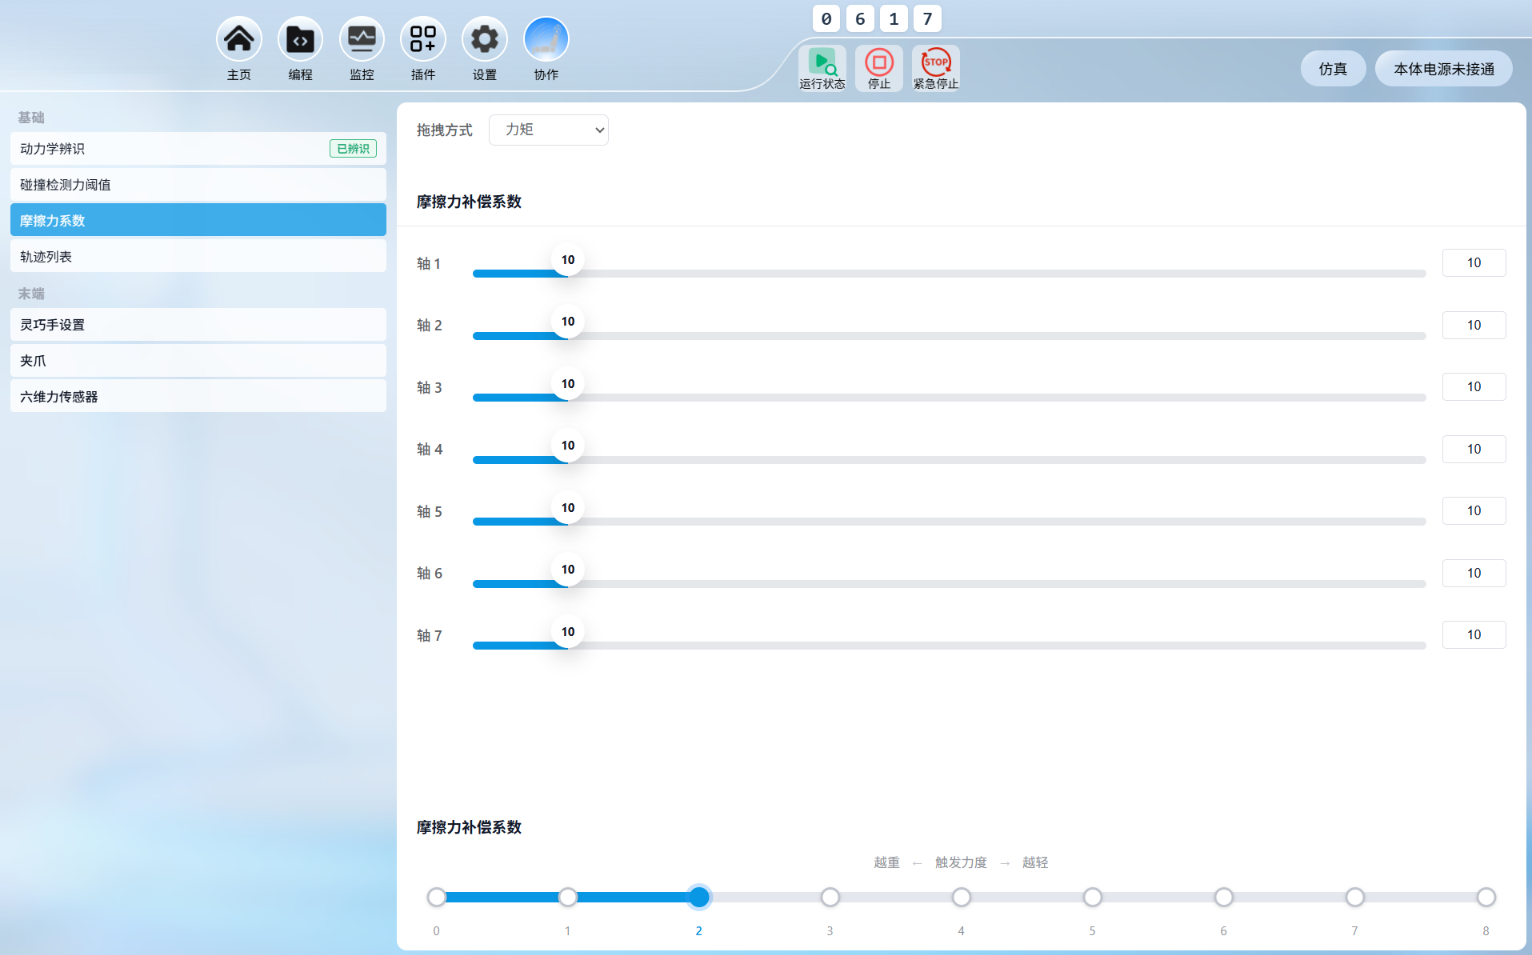 0 6 1 7
主页 编程 监控 插件 设置 协作
运行状态 停止 STOP 紧急停止
仿真 本体电源未接通
基础
动力学辨识 已辨识
碰撞检测力阈值
摩擦力系数
轨迹列表
末端
灵巧手设置
夹爪
六维力传感器
拖拽方式 力矩
摩擦力补偿系数
轴 1 10 10
轴 2 10 10
轴 3 10 10
轴 4 10 10
轴 5 10 10
轴 6 10 10
轴 7 10 10
摩擦力补偿系数
越重 ← 触发力度 → 越轻
0 1 2 3 4 5 6 7 8